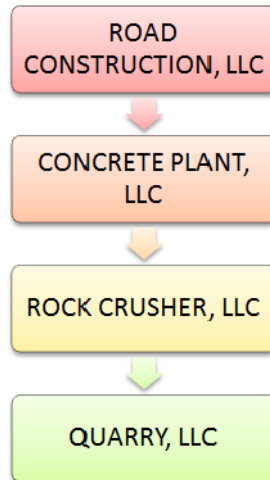 ROAD
CONSTRUCTION, LLC
CONCRETE PLANT,
LLC
ROCK CRUSHER, LLC
QUARRY, LLC